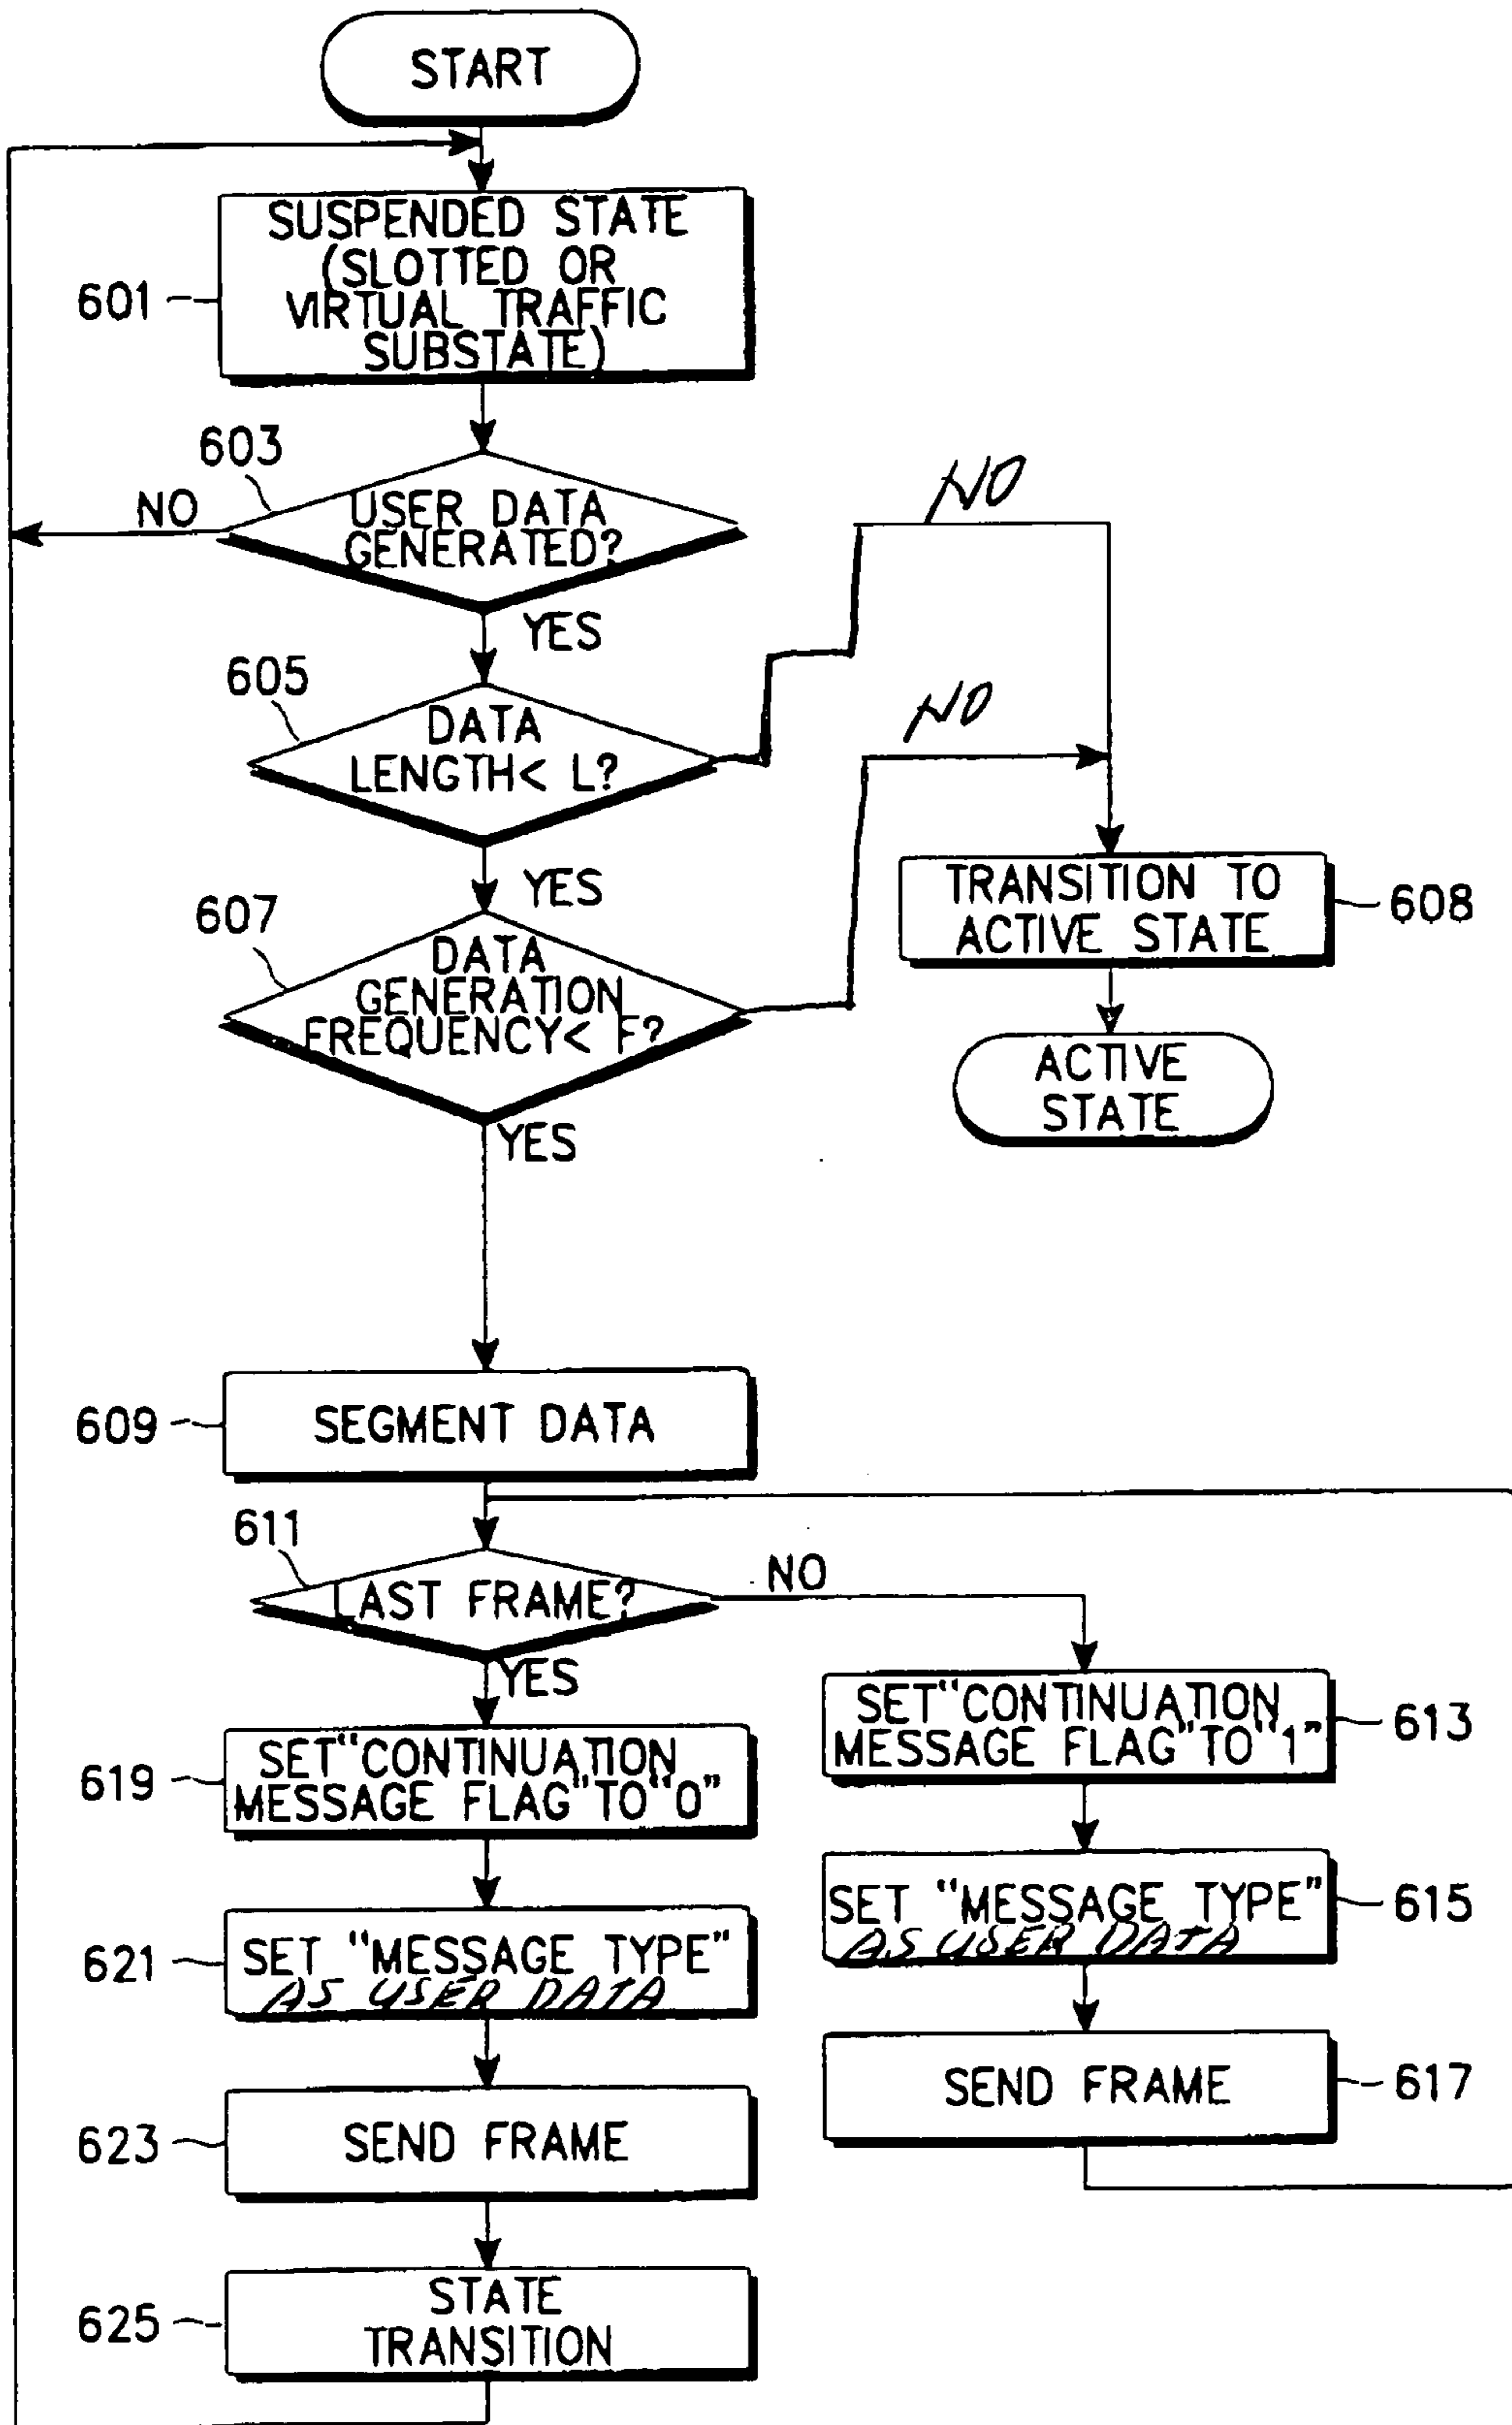 START
SUSPENDED STATE
(SLOTTED OR
VIRTUAL TRAFFIC
SUBSTATE)
601
603
NO
USER DATA
GENERATED?
YES
NO
605
DATA
LENGTH< L?
YES
NO
607
DATA
GENERATION
FREQUENCY< F?
YES
TRANSITION TO
ACTIVE STATE
608
ACTIVE
STATE
609
SEGMENT DATA
611
LAST FRAME?
NO
YES
SET "CONTINUATION
MESSAGE FLAG" TO "1"
613
619
SET "CONTINUATION
MESSAGE FLAG" TO "0"
SET "MESSAGE TYPE"
AS USER DATA
615
621
SET "MESSAGE TYPE"
AS USER DATA
SEND FRAME
617
623
SEND FRAME
625
STATE
TRANSITION